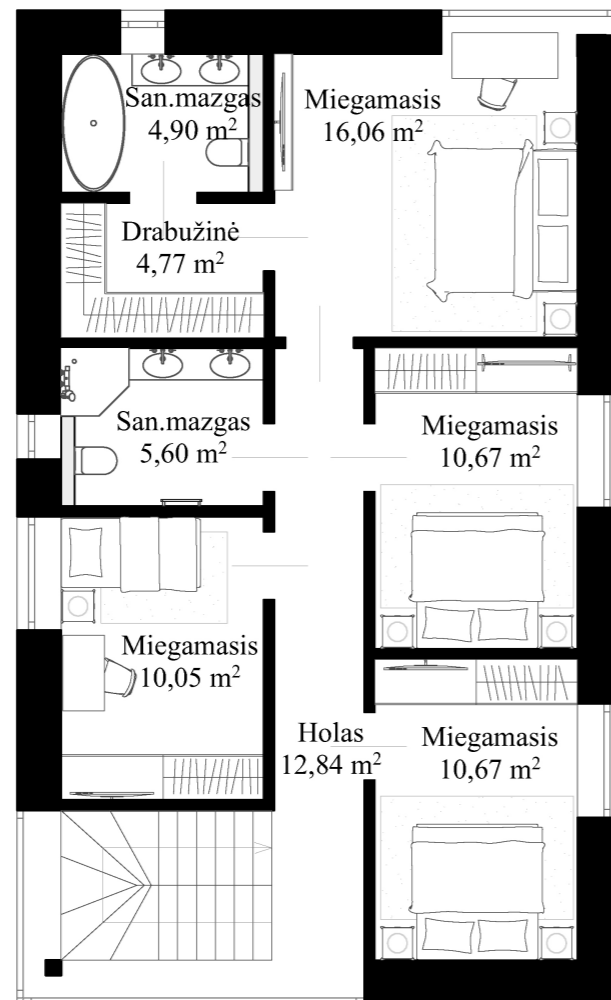 San.mazgas
4,90 m²
Miegamasis
16,06 m²
Drabužinė
4,77 m²
San.mazgas
5,60 m²
Miegamasis
10,67 m²
Miegamasis
10,05 m²
Holas
12,84 m²
Miegamasis
10,67 m²